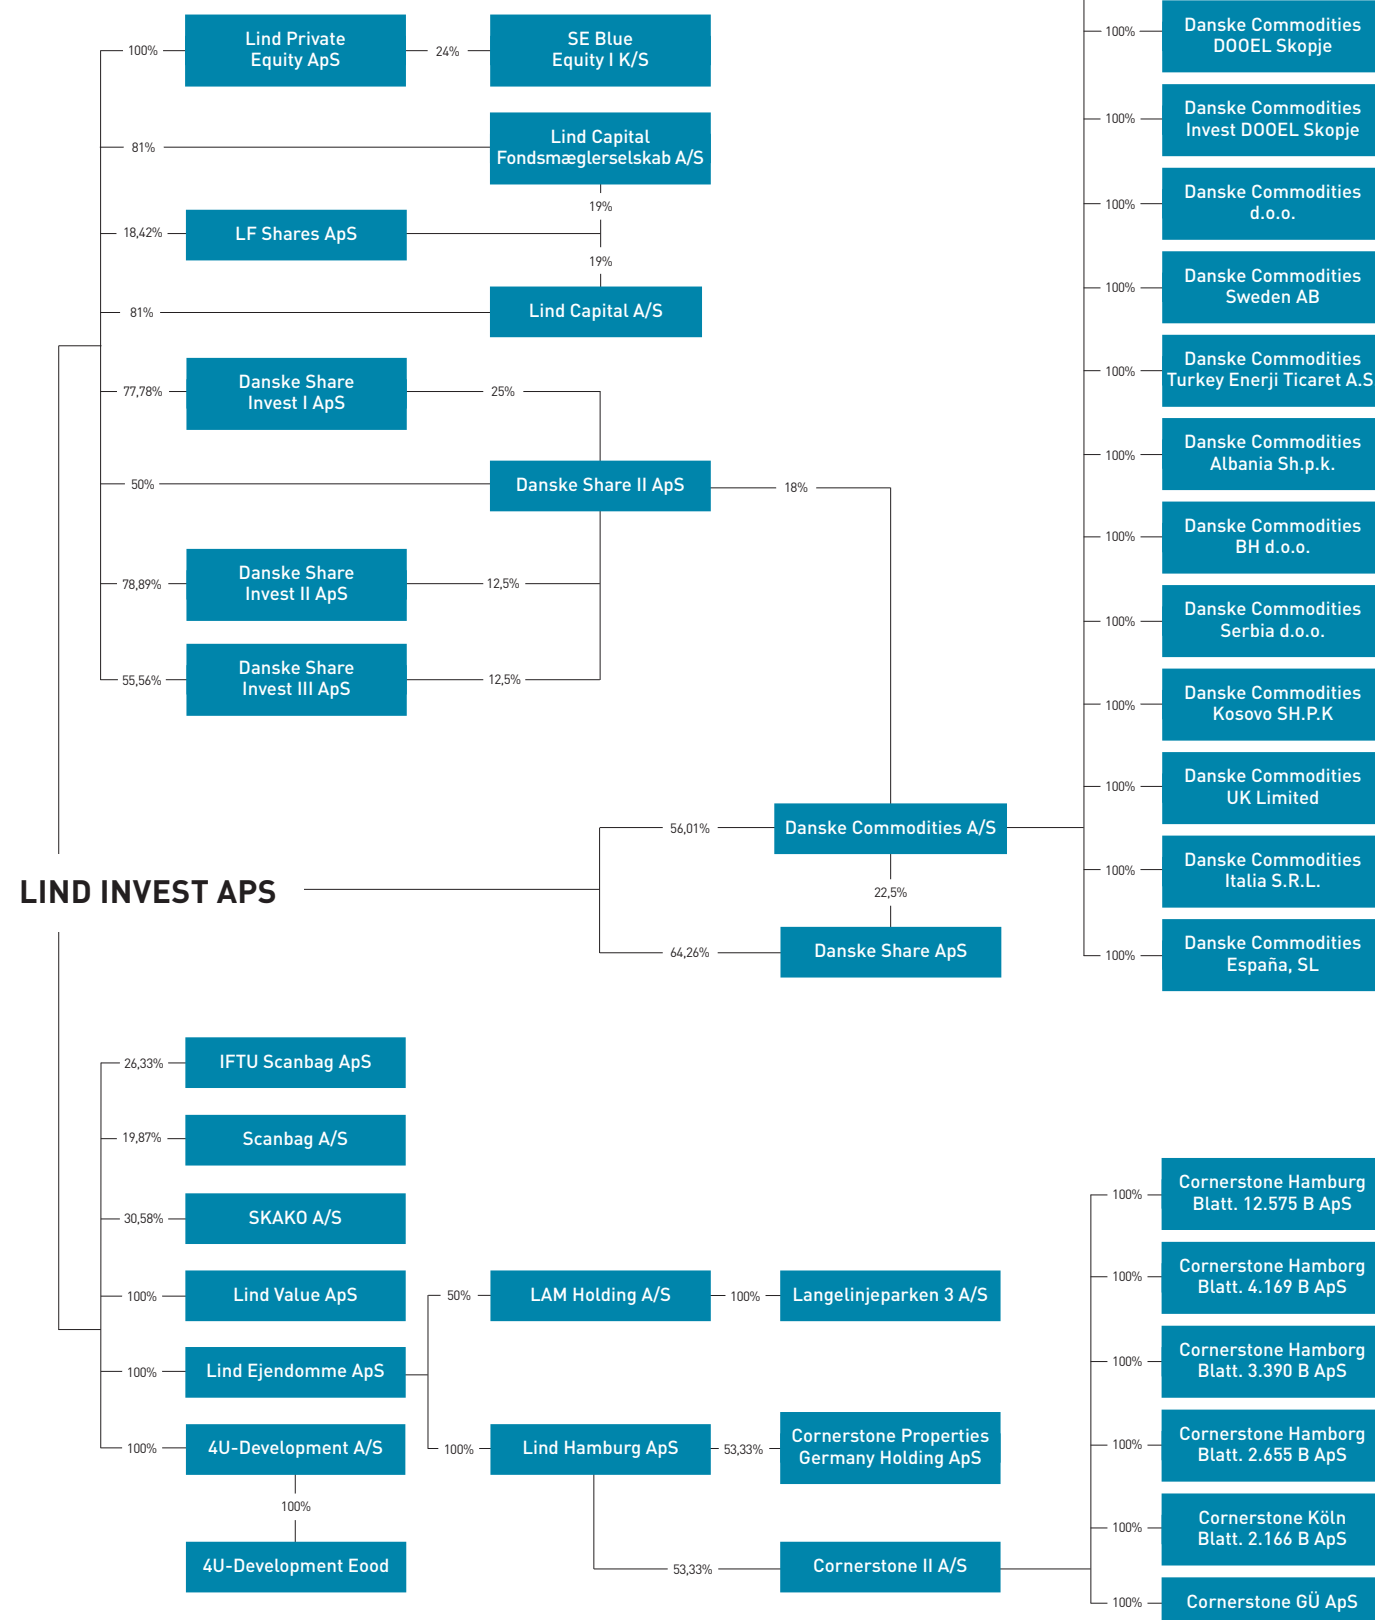 100%
Lind Private
Equity ApS
24%
SE Blue
Equity I K/S
81%
Lind Capital
Fondsmæglerselskab A/S
19%
18,42%
LF Shares ApS
19%
81%
Lind Capital A/S
77,78%
Danske Share
Invest I ApS
25%
50%
Danske Share II ApS
18%
78,89%
Danske Share
Invest II ApS
12,5%
55,56%
Danske Share
Invest III ApS
12,5%
100%
Danske Commodities
DOOEL Skopje
100%
Danske Commodities
Invest DOOEL Skopje
100%
Danske Commodities
d.o.o.
100%
Danske Commodities
Sweden AB
100%
Danske Commodities
Turkey Enerji Ticaret A.S
100%
Danske Commodities
Albania Sh.p.k.
100%
Danske Commodities
BH d.o.o.
100%
Danske Commodities
Serbia d.o.o.
100%
Danske Commodities
Kosovo SH.P.K
100%
Danske Commodities
UK Limited
100%
Danske Commodities
Italia S.R.L.
100%
Danske Commodities
España, SL
56,01%
Danske Commodities A/S
LIND INVEST APS
22,5%
64,26%
Danske Share ApS
26,33%
IFTU Scanbag ApS
19,87%
Scanbag A/S
30,58%
SKAKO A/S
100%
Lind Value ApS
50%
LAM Holding A/S
100%
Langelinjeparken 3 A/S
100%
Lind Ejendomme ApS
100%
4U-Development A/S
100%
Lind Hamburg ApS
53,33%
Cornerstone Properties
Germany Holding ApS
100%
4U-Development Eood
53,33%
Cornerstone II A/S
100%
Cornerstone Hamburg
Blatt. 12.575 B ApS
100%
Cornerstone Hamborg
Blatt. 4.169 B ApS
100%
Cornerstone Hamborg
Blatt. 3.390 B ApS
100%
Cornerstone Hamborg
Blatt. 2.655 B ApS
100%
Cornerstone Köln
Blatt. 2.166 B ApS
100%
Cornerstone GÜ ApS